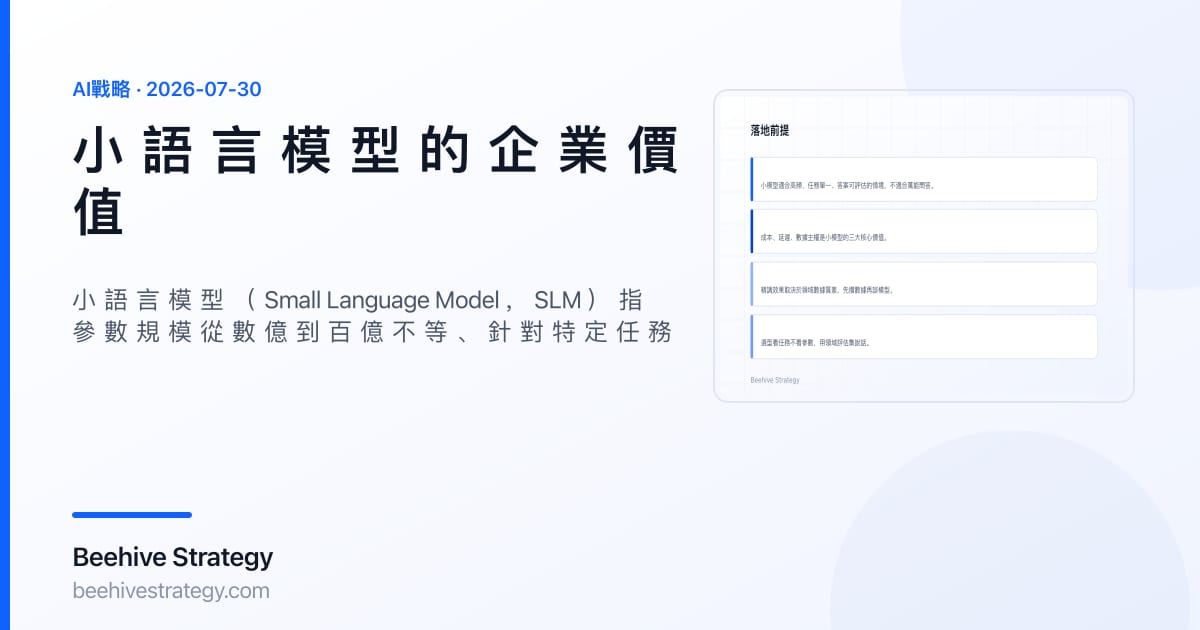 AI戰略 · 2026-07-30
小語言模型的企業價
值
小語言模型（Small Language Model，SLM）指
參數規模從數億到百億不等、針對特定任務
Beehive Strategy
beehivestrategy.com
落地前提
小模型適合高頻、任務單一、答案可評估的情境，不適合萬能問答。
成本、延遲、數據主權是小模型的三大核心價值。
精調效果取決於領域數據質素，先備數據再談模型。
選型看任務不看參數，用領域評估集說話。
Beehive Strategy